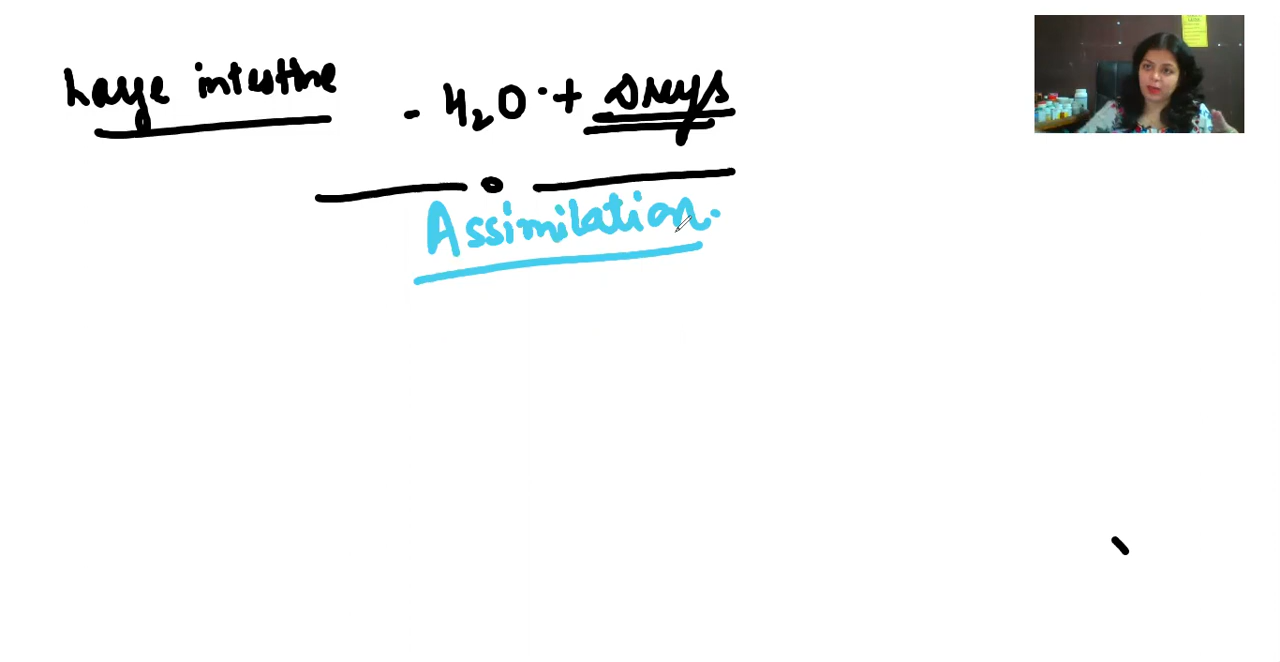 Large intestine - H2O + drugs
Assimilation.